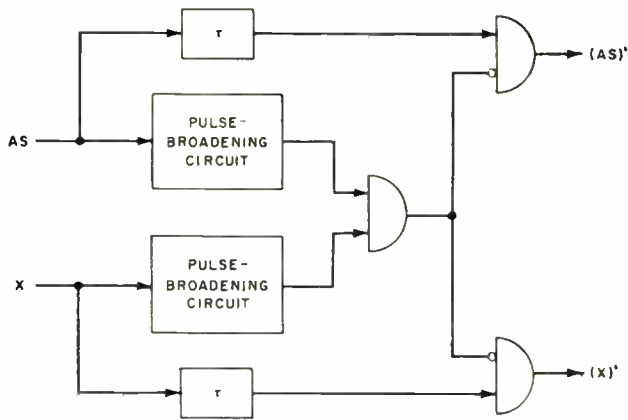 τ
(AS)'
PULSE-
BROADENING
CIRCUIT
AS
PULSE-
BROADENING
CIRCUIT
X
τ
(X)'